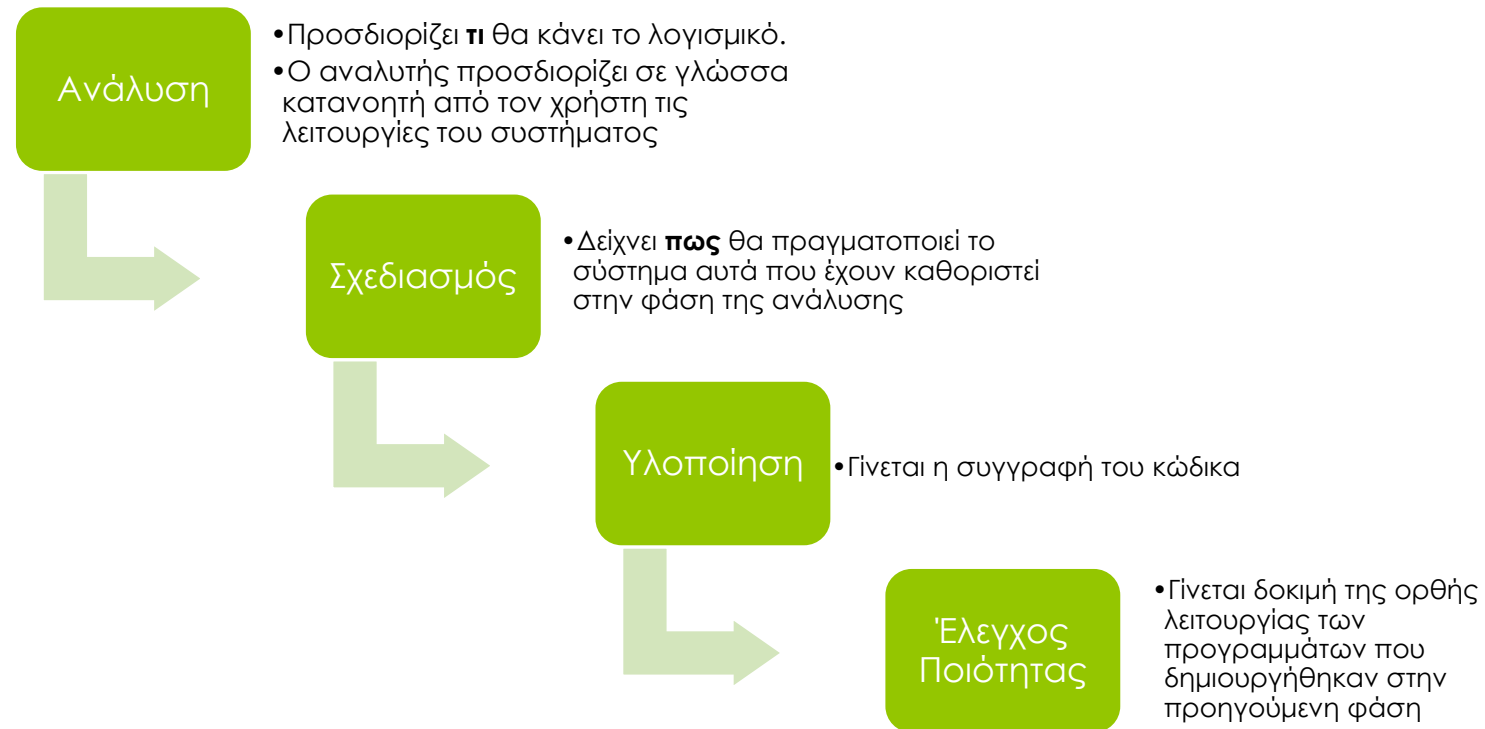 Ανάλυση
•Προσδιορίζει τι θα κάνει το λογισμικό.
•Ο αναλυτής προσδιορίζει σε γλώσσα
κατανοητή από τον χρήστη τις
λειτουργίες του συστήματος
Σχεδιασμός
•Δείχνει πως θα πραγματοποιεί το
σύστημα αυτά που έχουν καθοριστεί
στην φάση της ανάλυσης
Υλοποίηση
•Γίνεται η συγγραφή του κώδικα
Έλεγχος
Ποιότητας
•Γίνεται δοκιμή της ορθής
λειτουργίας των
προγραμμάτων που
δημιουργήθηκαν στην
προηγούμενη φάση